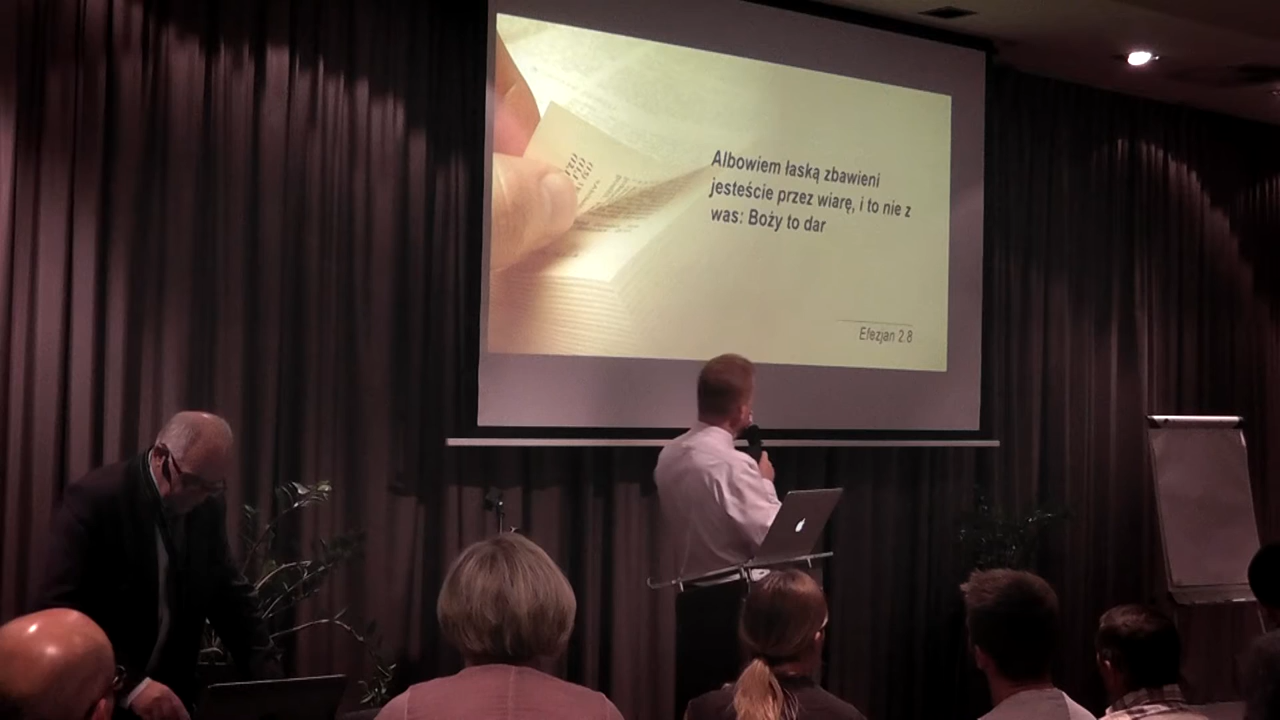 Albowiem łaską zbawieni
jesteście przez wiarę, i to nie z
was: Boży to dar
Efezjan 2.8